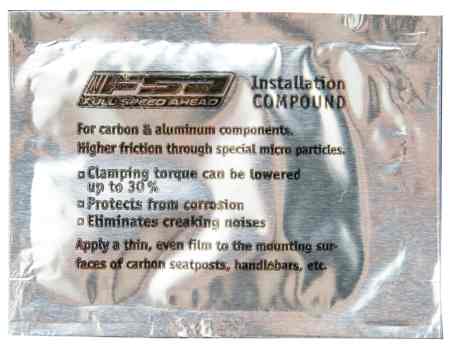 FSA
FULL SPEED AHEAD
Installation
COMPOUND
For carbon & aluminum components.
Higher friction through special micro particles.
Clamping torque can be lowered
up to 30%
Protects from corrosion
Eliminates creaking noises
Apply a thin, even film to the mounting sur-
faces of carbon seatposts, handlebars, etc.